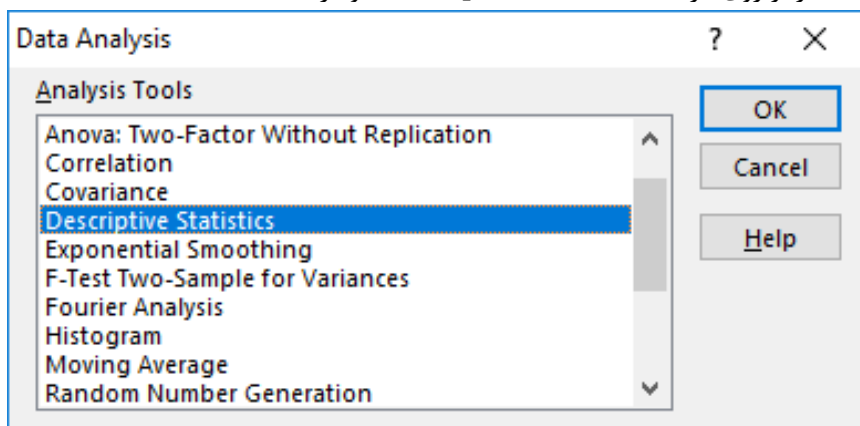 Data Analysis
Analysis Tools
Anova: Two-Factor Without Replication
Correlation
Covariance
Descriptive Statistics
Exponential Smoothing
F-Test Two-Sample for Variances
Fourier Analysis
Histogram
Moving Average
Random Number Generation
OK
Cancel
Help